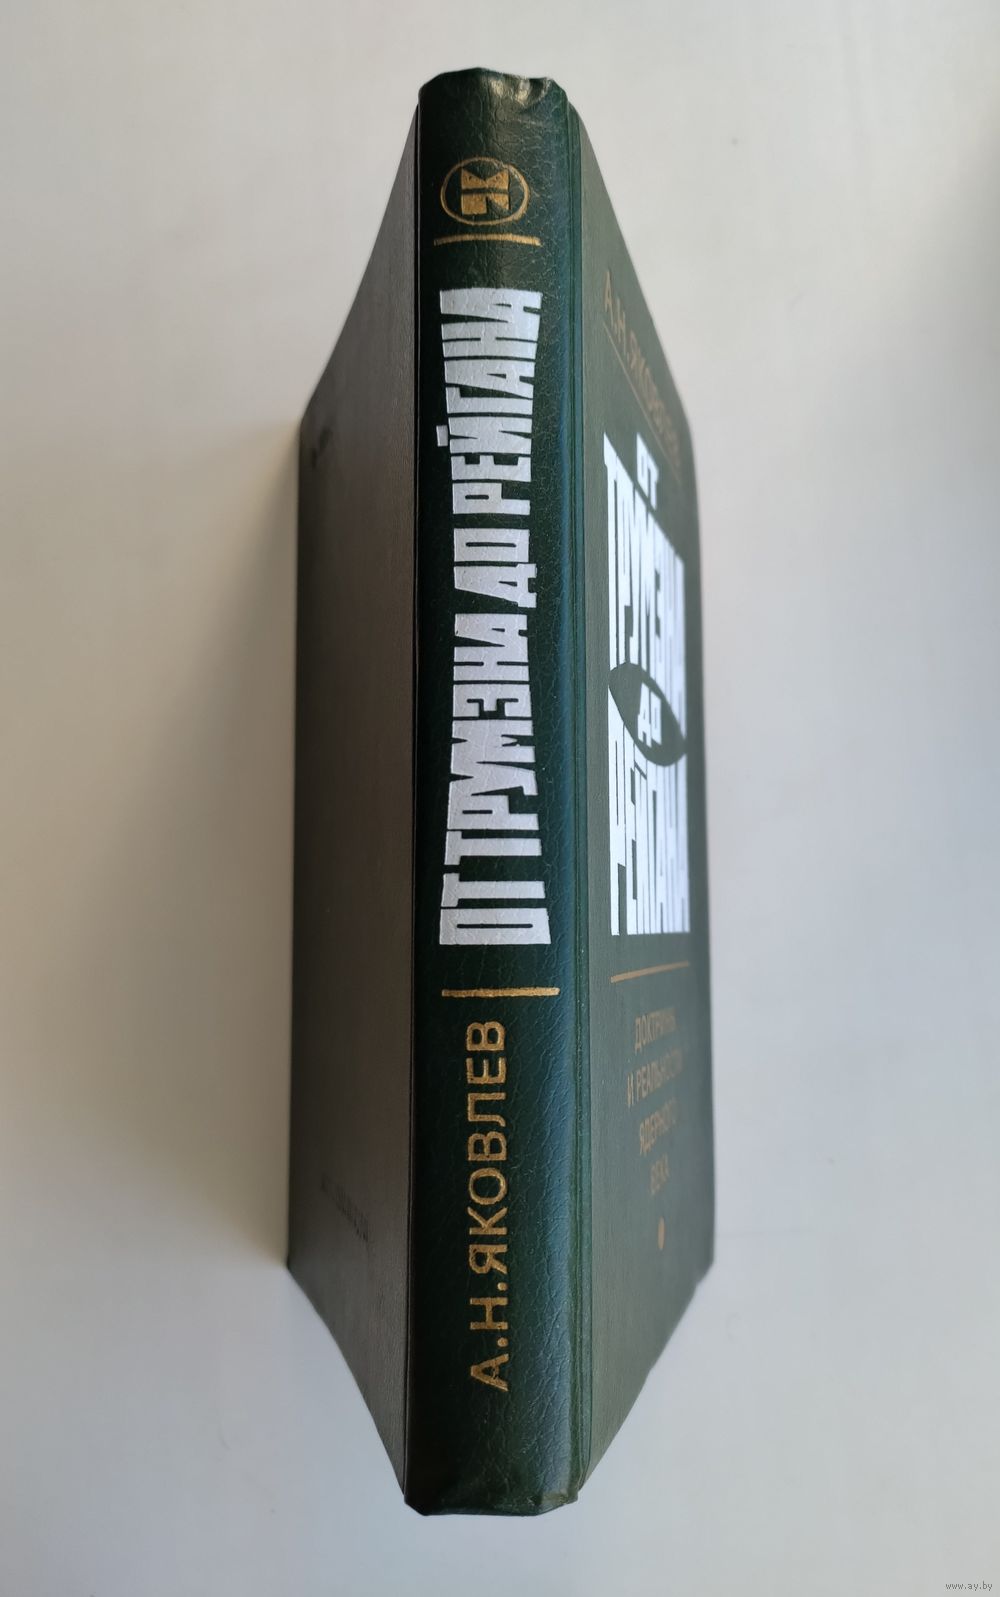 А.Н.ЯКОВЛЕВ
ОТ ТРУМЭНА ДО РЕЙГАНА
А.Н.ЯКОВЛЕВ
ОТ
ТРУМЭНА
ДО
РЕЙГАНА
ДОКТРИНЫ
И РЕАЛЬНОСТИ
ЯДЕРНОГО
ВЕКА
www.ay.by